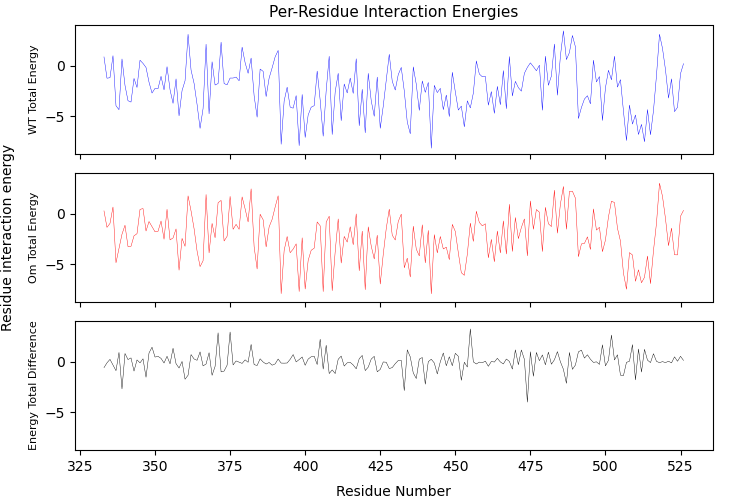 Per-Residue Interaction Energies
Residue interaction energy
WT Total Energy
0
−5
Om Total Energy
0
−5
Energy Total Difference
0
−5
325 350 375 400 425 450 475 500 525
Residue Number